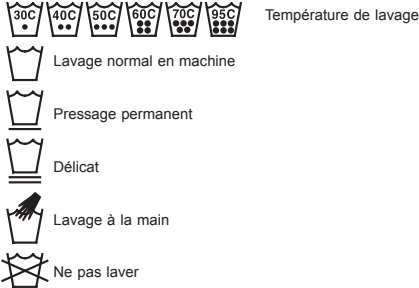 30C 40C 50C 60C 70C 95C Température de lavage
Lavage normal en machine
Pressage permanent
Délicat
Lavage à la main
Ne pas laver